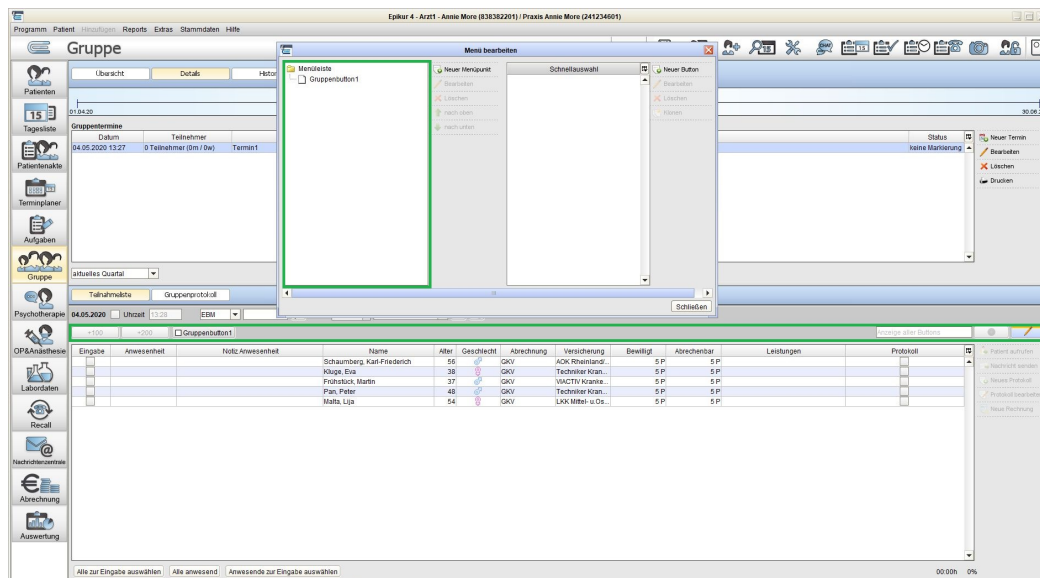 Epikur 4 - Arzt1 - Annie More (838382201) / Praxis Annie More (241234601)
Programm Patient Hinzufügen Reports Extras Stammdaten Hilfe
Gruppe
Menü bearbeiten
Menüleiste
Gruppenbutton1
Neuer Menüpunkt
Bearbeiten
Löschen
nach oben
nach unten
Schnellauswahl
Neuer Button
Bearbeiten
Löschen
Schließen
Patienten
Tagesliste
Patientenakte
Terminplaner
Aufgaben
Gruppe
Psychotherapie
OP&Anästhesie
Labordaten
Recall
Nachrichtenzentrale
Abrechnung
Auswertung
Übersicht Details
01.04.20
Gruppentermine
Datum Teilnehmer Status
04.05.2020 13:27 0 Teilnehmer (0m / 0w) Termin1 keine Markierung
Neuer Termin
Bearbeiten
Löschen
Drucken
aktuelles Quartal
Teilnahmeliste Gruppenprotokoll
04.05.2020 Uhrzeit 13:28 EBM
+100 +200 Gruppenbutton1 Anzeige aller Buttons
Eingabe Anwesenheit Notiz Anwesenheit Name Alter Geschlecht Abrechnung Versicherung Bewilligt Abrechenbar Leistungen Protokoll
Schaumberg, Karl-Friederich 56 GKV AOK Rheinland/... 5 P 5 P
Kluge, Eva 38 GKV Techniker Kran... 5 P 5 P
Frühstück, Martin 37 GKV VIACTIV Kranke... 5 P 5 P
Pan, Peter 48 GKV Techniker Kran... 5 P 5 P
Malta, Lija 54 GKV LKK Mittel- u.Os... 5 P 5 P
Patient aufrufen
Nachricht senden
Neues Protokoll
Protokoll bearbeiten
Neue Rechnung
Alle zur Eingabe auswählen Alle anwesend Anwesende zur Eingabe auswählen 00:00h 0%